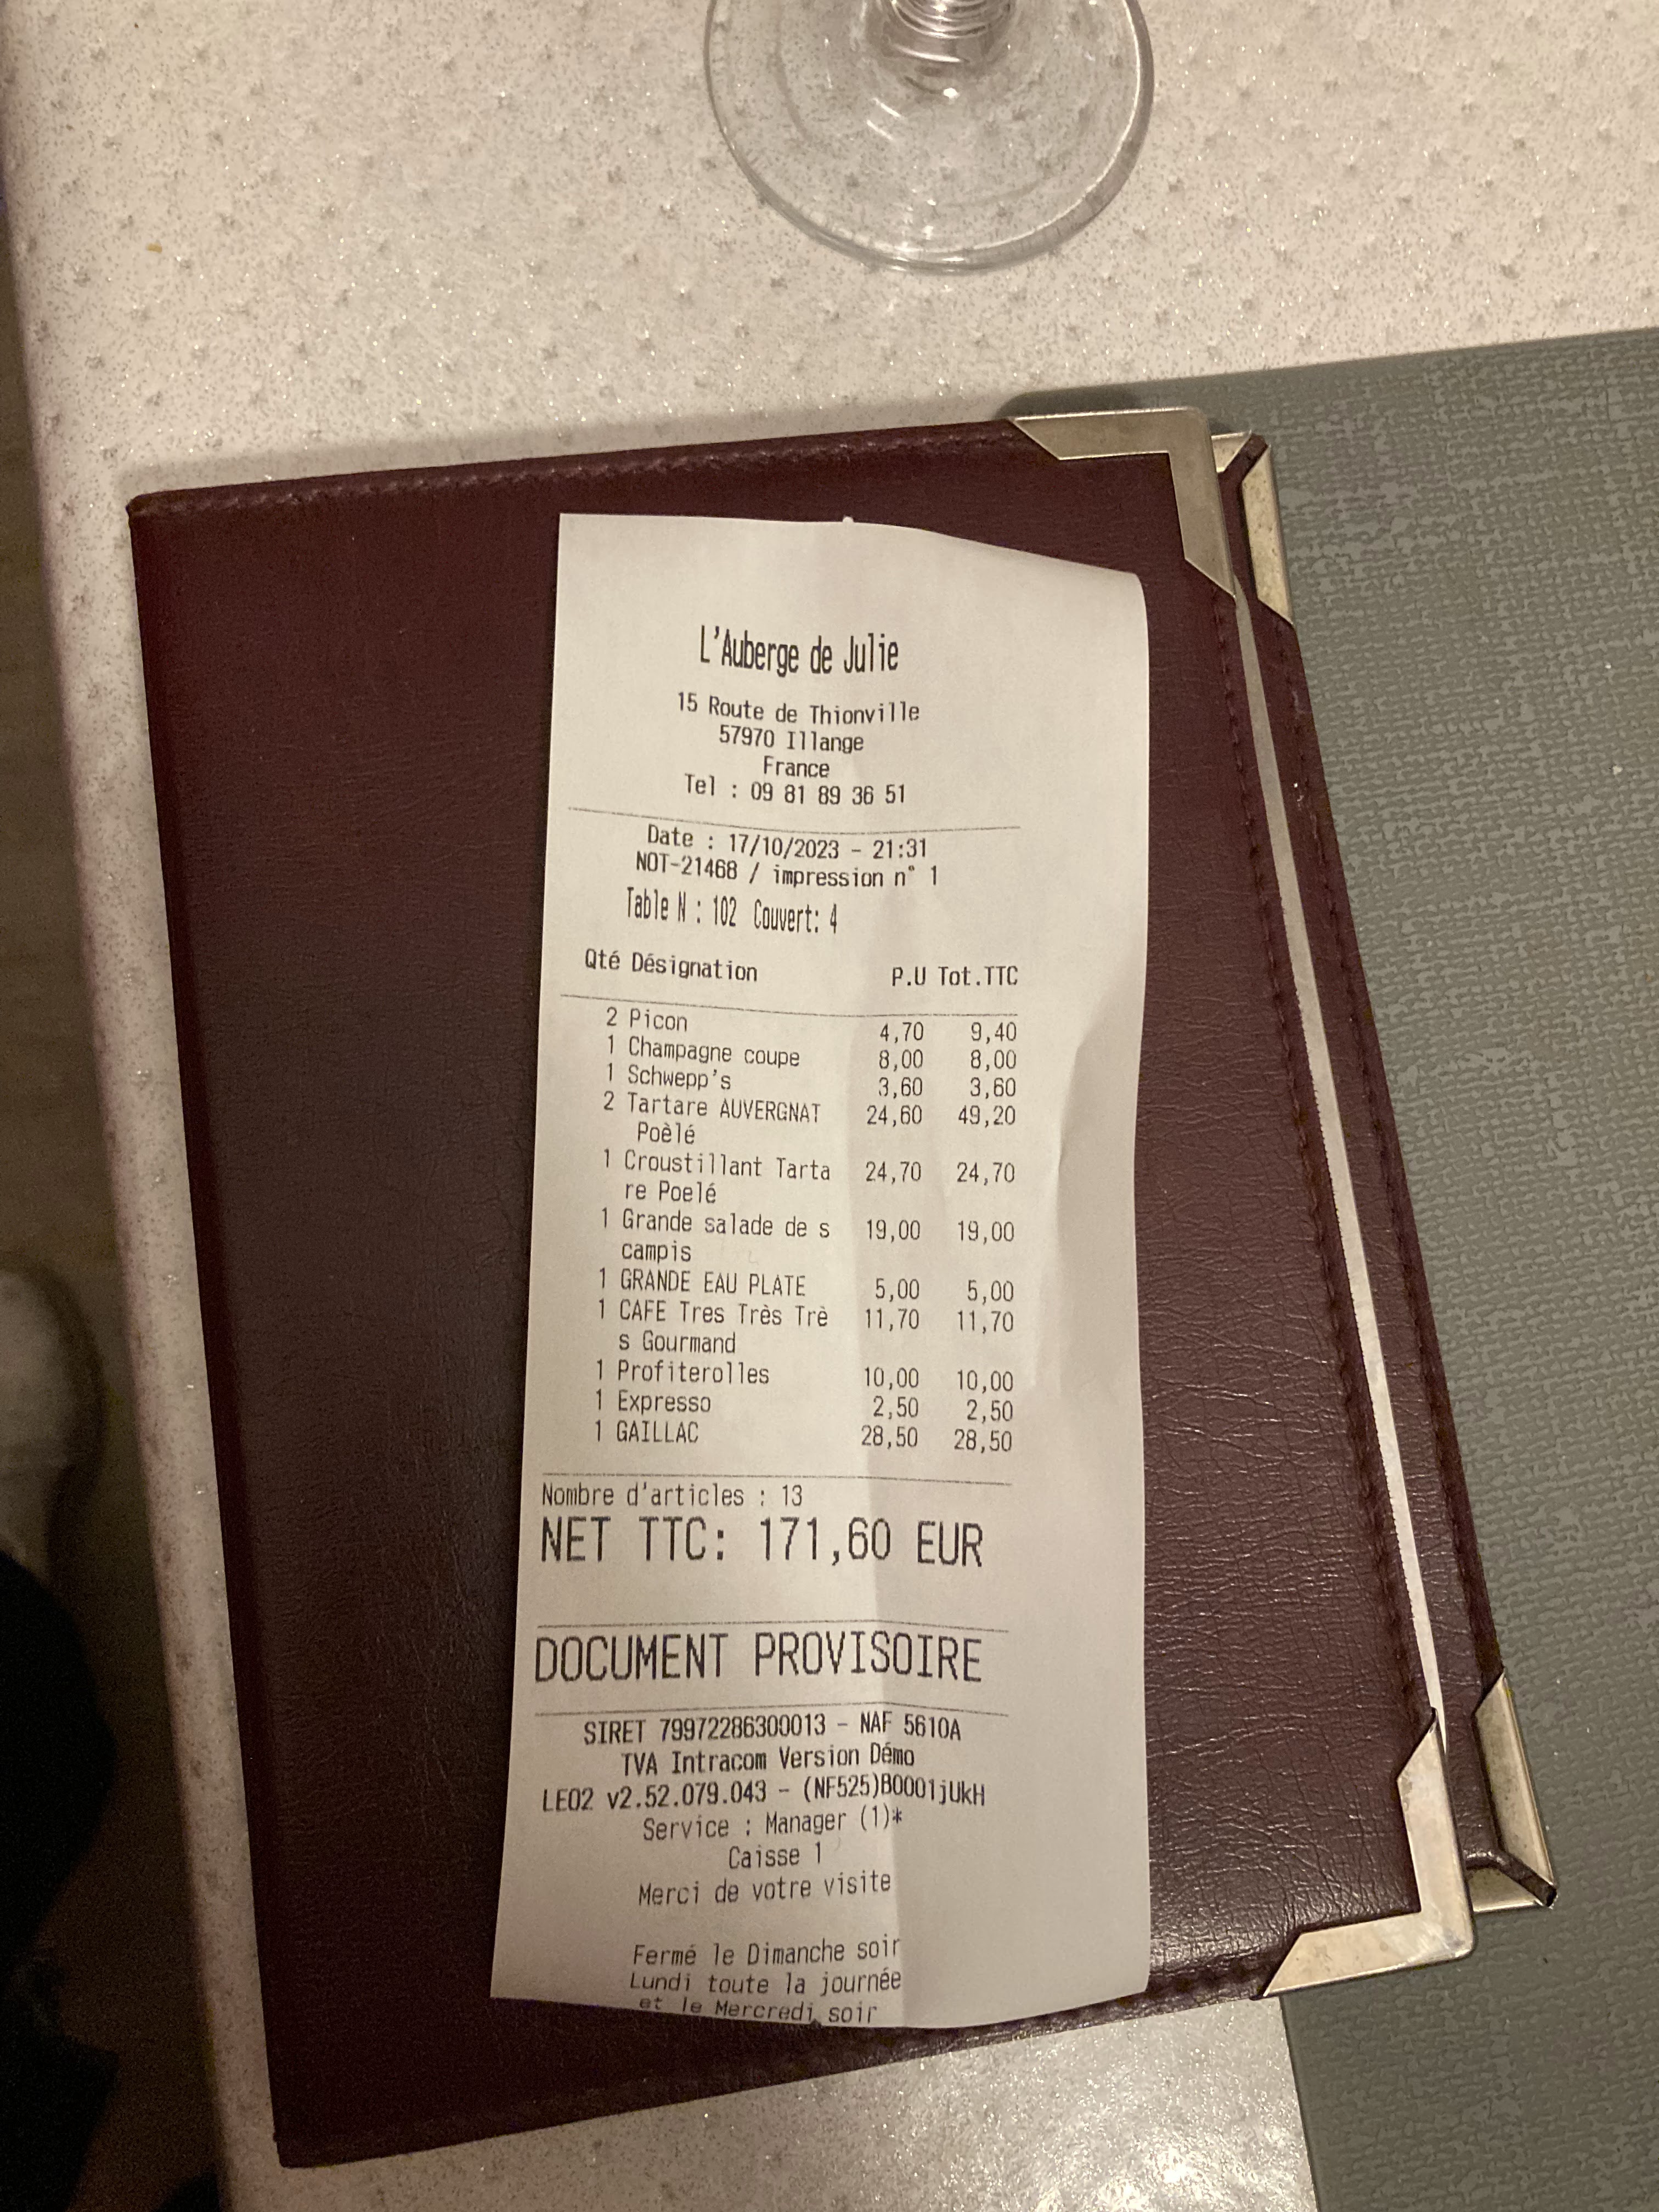 L'Auberge de Julie
15 Route de Thionville
57970 Illange
France
Tel : 09 81 89 36 51
Date : 17/10/2023 - 21:31
NOT-21468 / impression n° 1
Table N : 102 Couvert: 4
Qté Désignation P.U Tot.TTC
2 Picon 4,70 9,40
1 Champagne coupe 8,00 8,00
1 Schwepp's 3,60 3,60
2 Tartare AUVERGNAT 24,60 49,20
Poèlé
1 Croustillant Tarta 24,70 24,70
re Poelé
1 Grande salade de s 19,00 19,00
campis
1 GRANDE EAU PLATE 5,00 5,00
1 CAFE Tres Très Trè 11,70 11,70
s Gourmand
1 Profiterolles 10,00 10,00
1 Expresso 2,50 2,50
1 GAILLAC 28,50 28,50
Nombre d'articles : 13
NET TTC: 171,60 EUR
DOCUMENT PROVISOIRE
SIRET 79972286300013 - NAF 5610A
TVA Intracom Version Démo
LEO2 v2.52.079.043 - (NF525)B0001jUkH
Service : Manager (1)*
Caisse 1
Merci de votre visite
Fermé le Dimanche soir
Lundi toute la journée
et le Mercredi soir